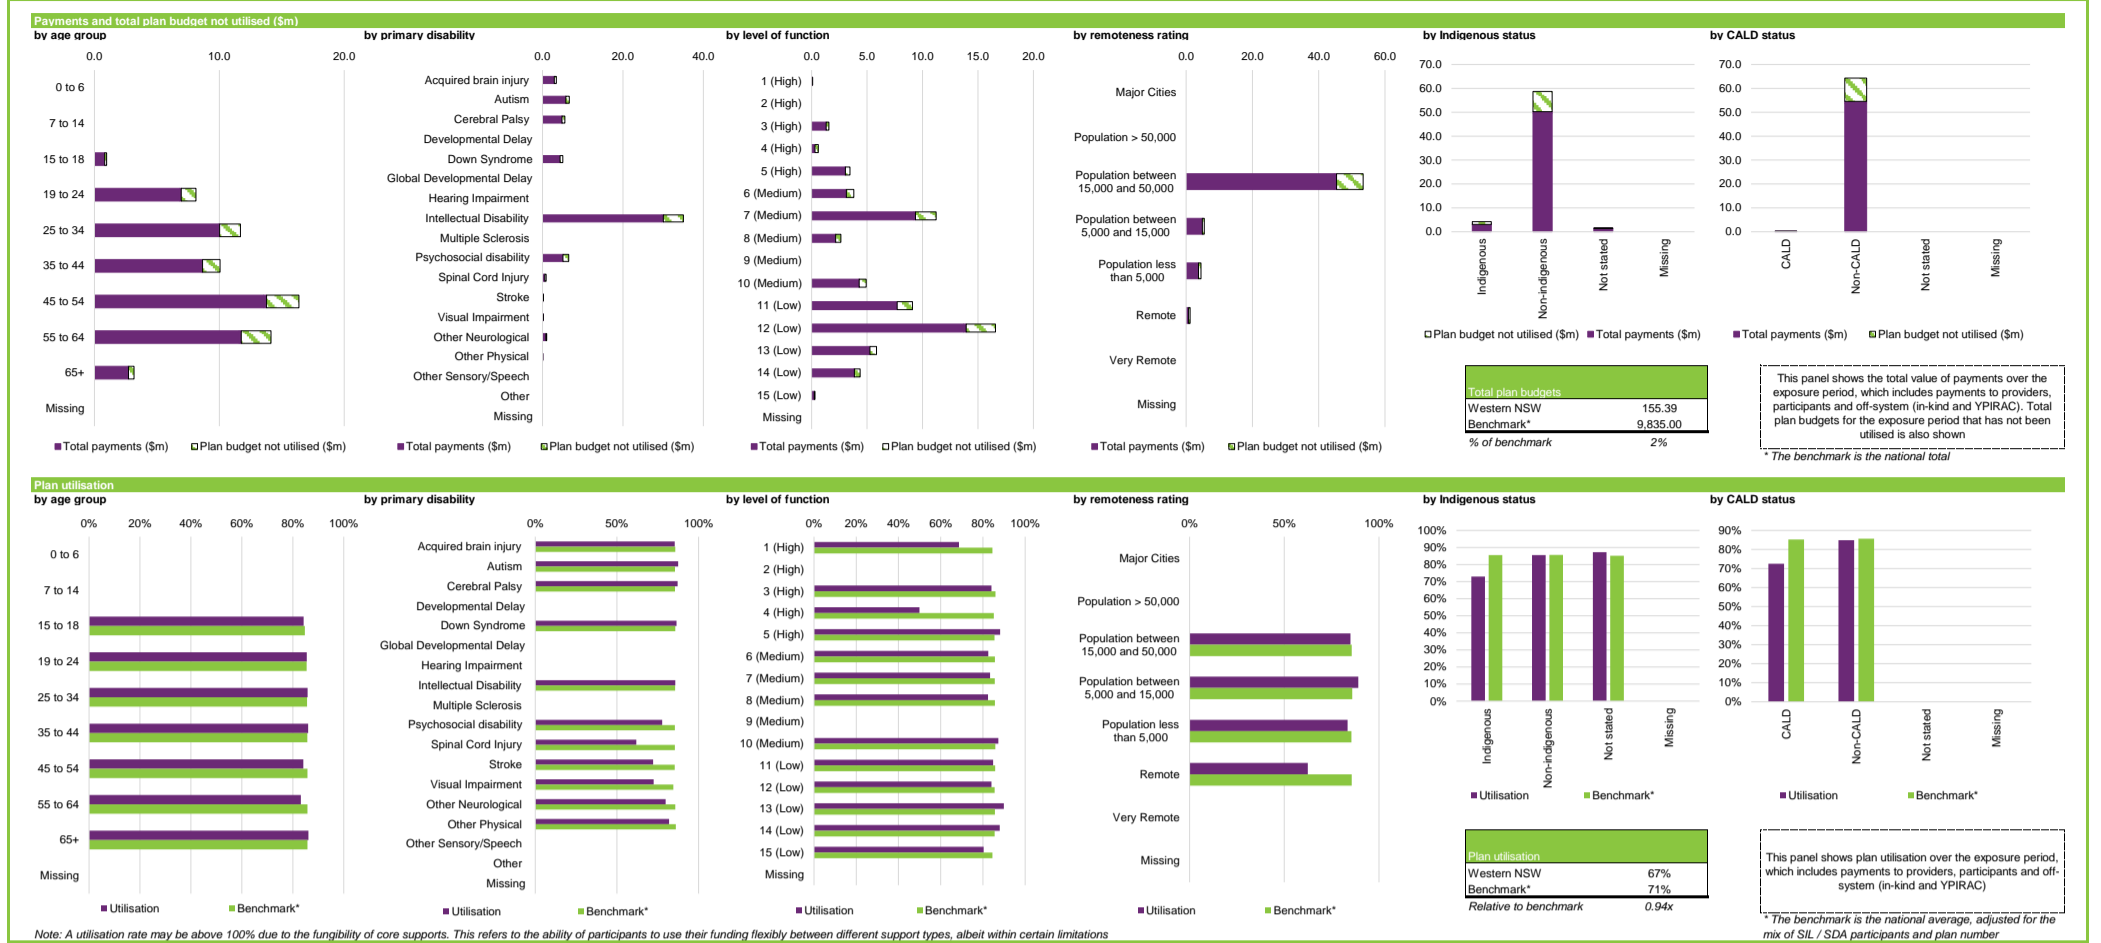 Payments and total plan budget not utilised ($m)
by age group
0.0 10.0 20.0
0 to 6
7 to 14
15 to 18
19 to 24
25 to 34
35 to 44
45 to 54
55 to 64
65+
Missing
Total payments ($m) Plan budget not utilised ($m)
by primary disability
0.0 20.0 40.0
Acquired brain injury
Autism
Cerebral Palsy
Developmental Delay
Down Syndrome
Global Developmental Delay
Hearing Impairment
Intellectual Disability
Multiple Sclerosis
Psychosocial disability
Spinal Cord Injury
Stroke
Visual Impairment
Other Neurological
Other Physical
Other Sensory/Speech
Other
Missing
Total payments ($m) Plan budget not utilised ($m)
by level of function
0.0 5.0 10.0 15.0 20.0
1 (High)
2 (High)
3 (High)
4 (High)
5 (High)
6 (Medium)
7 (Medium)
8 (Medium)
9 (Medium)
10 (Medium)
11 (Low)
12 (Low)
13 (Low)
14 (Low)
15 (Low)
Missing
Total payments ($m) Plan budget not utilised ($m)
by remoteness rating
0.0 20.0 40.0 60.0
Major Cities
Population > 50,000
Population between
15,000 and 50,000
Population between
5,000 and 15,000
Population less
than 5,000
Remote
Very Remote
Missing
Total payments ($m) Plan budget not utilised ($m)
by Indigenous status
70.0
60.0
50.0
40.0
30.0
20.0
10.0
0.0
Indigenous
Non-indigenous
Not stated
Missing
Plan budget not utilised ($m) Total payments ($m)
by CALD status
70.0
60.0
50.0
40.0
30.0
20.0
10.0
0.0
CALD
Non-CALD
Not stated
Missing
Total payments ($m) Plan budget not utilised ($m)
Total plan budgets
Western NSW 155.39
Benchmark* 9,835.00
% of benchmark 2%
This panel shows the total value of payments over the
exposure period, which includes payments to providers,
participants and off-system (in-kind and YPIRAC). Total
plan budgets for the exposure period that has not been
utilised is also shown
* The benchmark is the national total
Plan utilisation
by age group
0% 20% 40% 60% 80% 100%
0 to 6
7 to 14
15 to 18
19 to 24
25 to 34
35 to 44
45 to 54
55 to 64
65+
Missing
Utilisation Benchmark*
by primary disability
0% 50% 100%
Acquired brain injury
Autism
Cerebral Palsy
Developmental Delay
Down Syndrome
Global Developmental Delay
Hearing Impairment
Intellectual Disability
Multiple Sclerosis
Psychosocial disability
Spinal Cord Injury
Stroke
Visual Impairment
Other Neurological
Other Physical
Other Sensory/Speech
Other
Missing
Utilisation Benchmark*
by level of function
0% 20% 40% 60% 80% 100%
1 (High)
2 (High)
3 (High)
4 (High)
5 (High)
6 (Medium)
7 (Medium)
8 (Medium)
9 (Medium)
10 (Medium)
11 (Low)
12 (Low)
13 (Low)
14 (Low)
15 (Low)
Missing
Utilisation Benchmark*
by remoteness rating
0% 50% 100%
Major Cities
Population > 50,000
Population between
15,000 and 50,000
Population between
5,000 and 15,000
Population less
than 5,000
Remote
Very Remote
Missing
Utilisation Benchmark*
by Indigenous status
100%
90%
80%
70%
60%
50%
40%
30%
20%
10%
0%
Indigenous
Non-indigenous
Not stated
Missing
Utilisation Benchmark*
by CALD status
90%
80%
70%
60%
50%
40%
30%
20%
10%
0%
CALD
Non-CALD
Not stated
Missing
Utilisation Benchmark*
Plan utilisation
Western NSW 67%
Benchmark* 71%
Relative to benchmark 0.94x
This panel shows plan utilisation over the exposure period,
which includes payments to providers, participants and off-
system (in-kind and YPIRAC)
* The benchmark is the national average, adjusted for the
mix of SIL / SDA participants and plan number
Note: A utilisation rate may be above 100% due to the fungibility of core supports. This refers to the ability of participants to use their funding flexibly between different support types, albeit within certain limitations